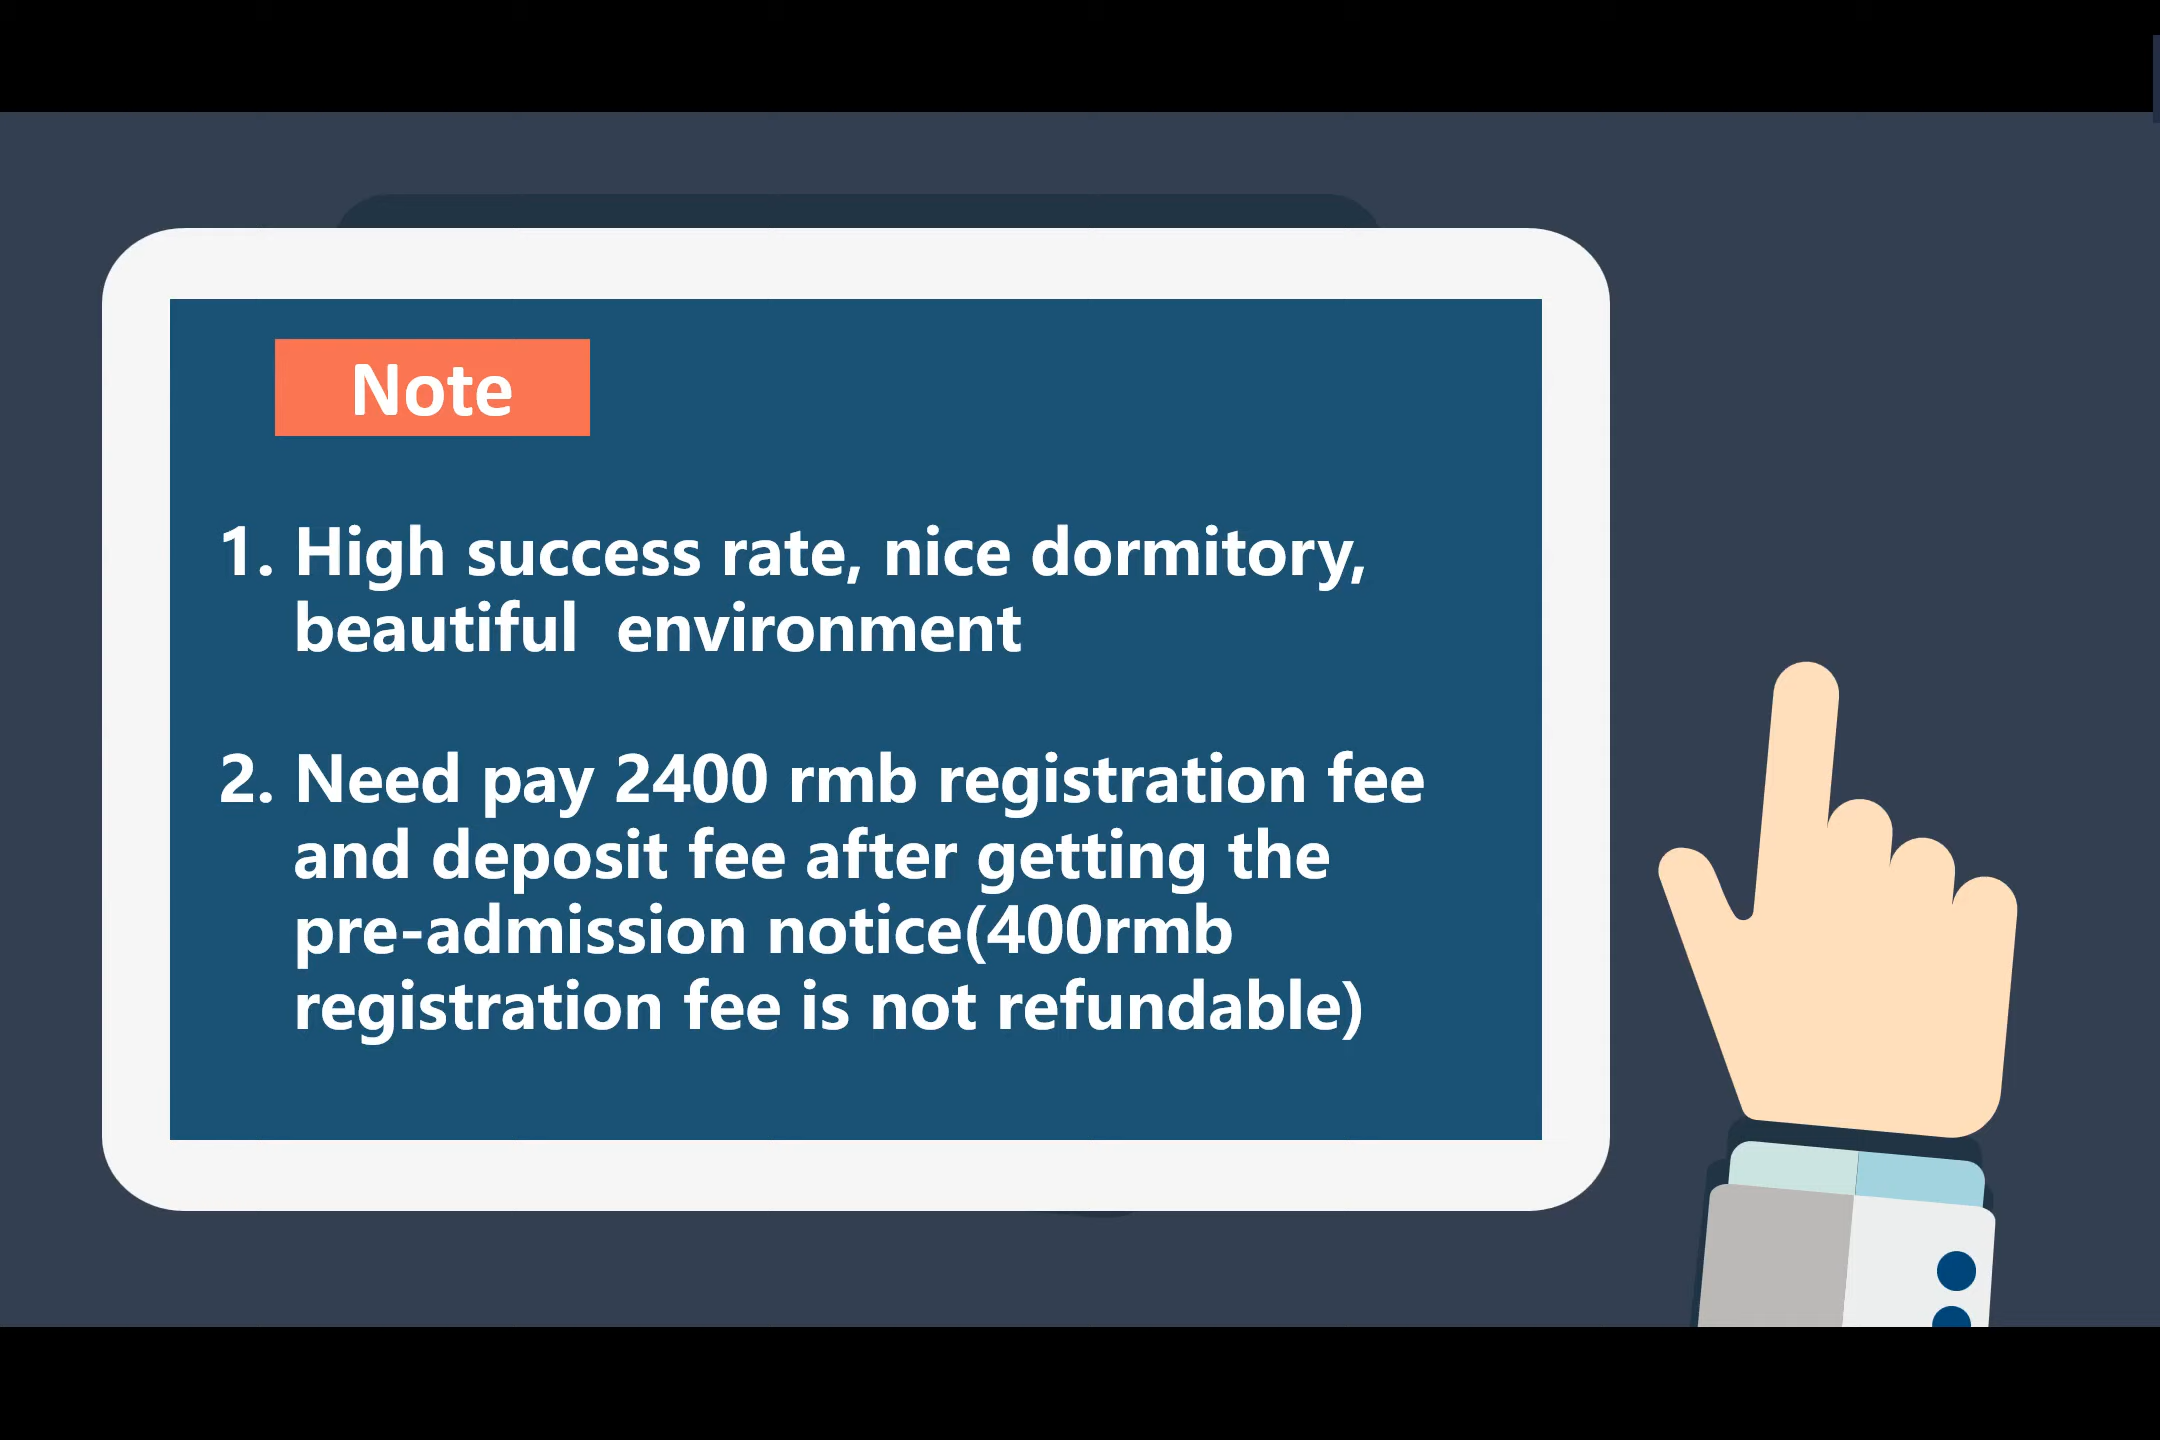 Note
1. High success rate, nice dormitory,
beautiful  environment
2. Need pay 2400 rmb registration fee
and deposit fee after getting the
pre-admission notice(400rmb
registration fee is not refundable)